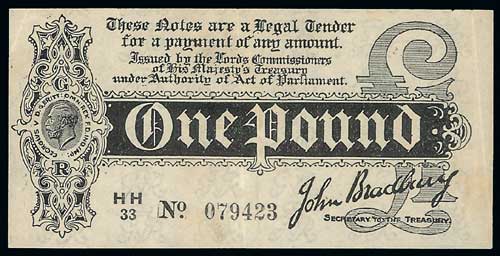 These Notes are a Legal Tender
for a payment of any amount.
Issued by the Lords Commissioners
of His Majesty's Treasury
under Authority of Act of Parliament.
£
G
R
One Pound
£1
HH
33
No. 079423
John Bradbury
SECRETARY TO THE TREASURY.